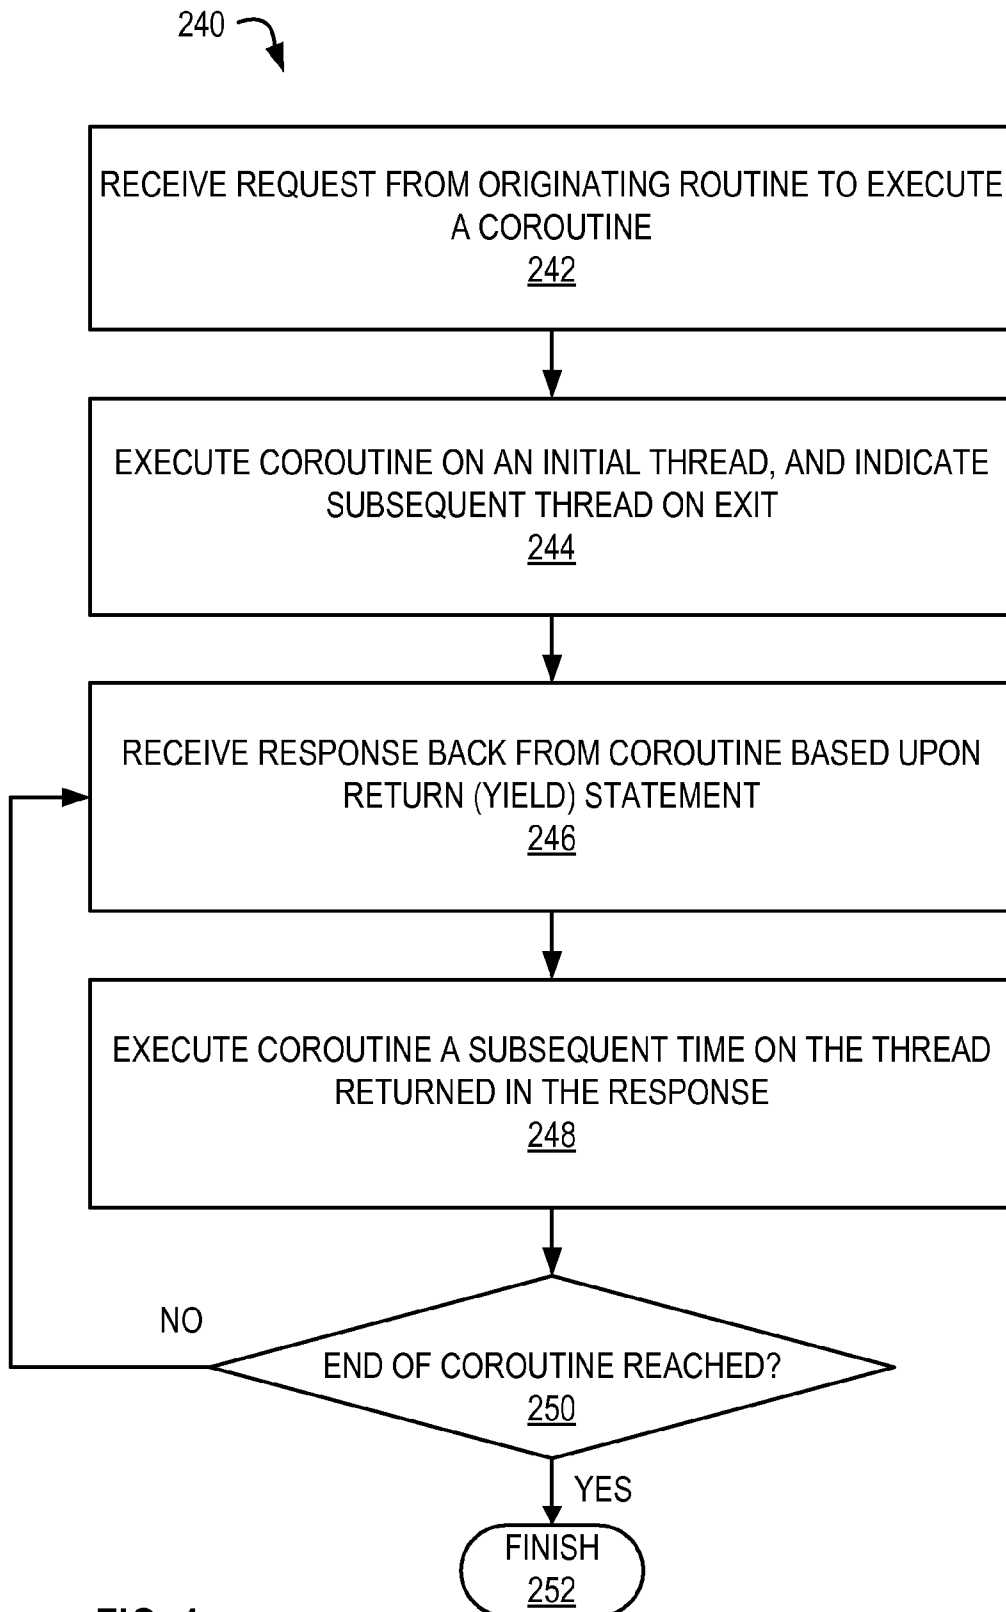 240
RECEIVE REQUEST FROM ORIGINATING ROUTINE TO EXECUTE
A COROUTINE
242
EXECUTE COROUTINE ON AN INITIAL THREAD, AND INDICATE
SUBSEQUENT THREAD ON EXIT
244
RECEIVE RESPONSE BACK FROM COROUTINE BASED UPON
RETURN (YIELD) STATEMENT
246
EXECUTE COROUTINE A SUBSEQUENT TIME ON THE THREAD
RETURNED IN THE RESPONSE
248
NO
END OF COROUTINE REACHED?
250
YES
FINISH
252